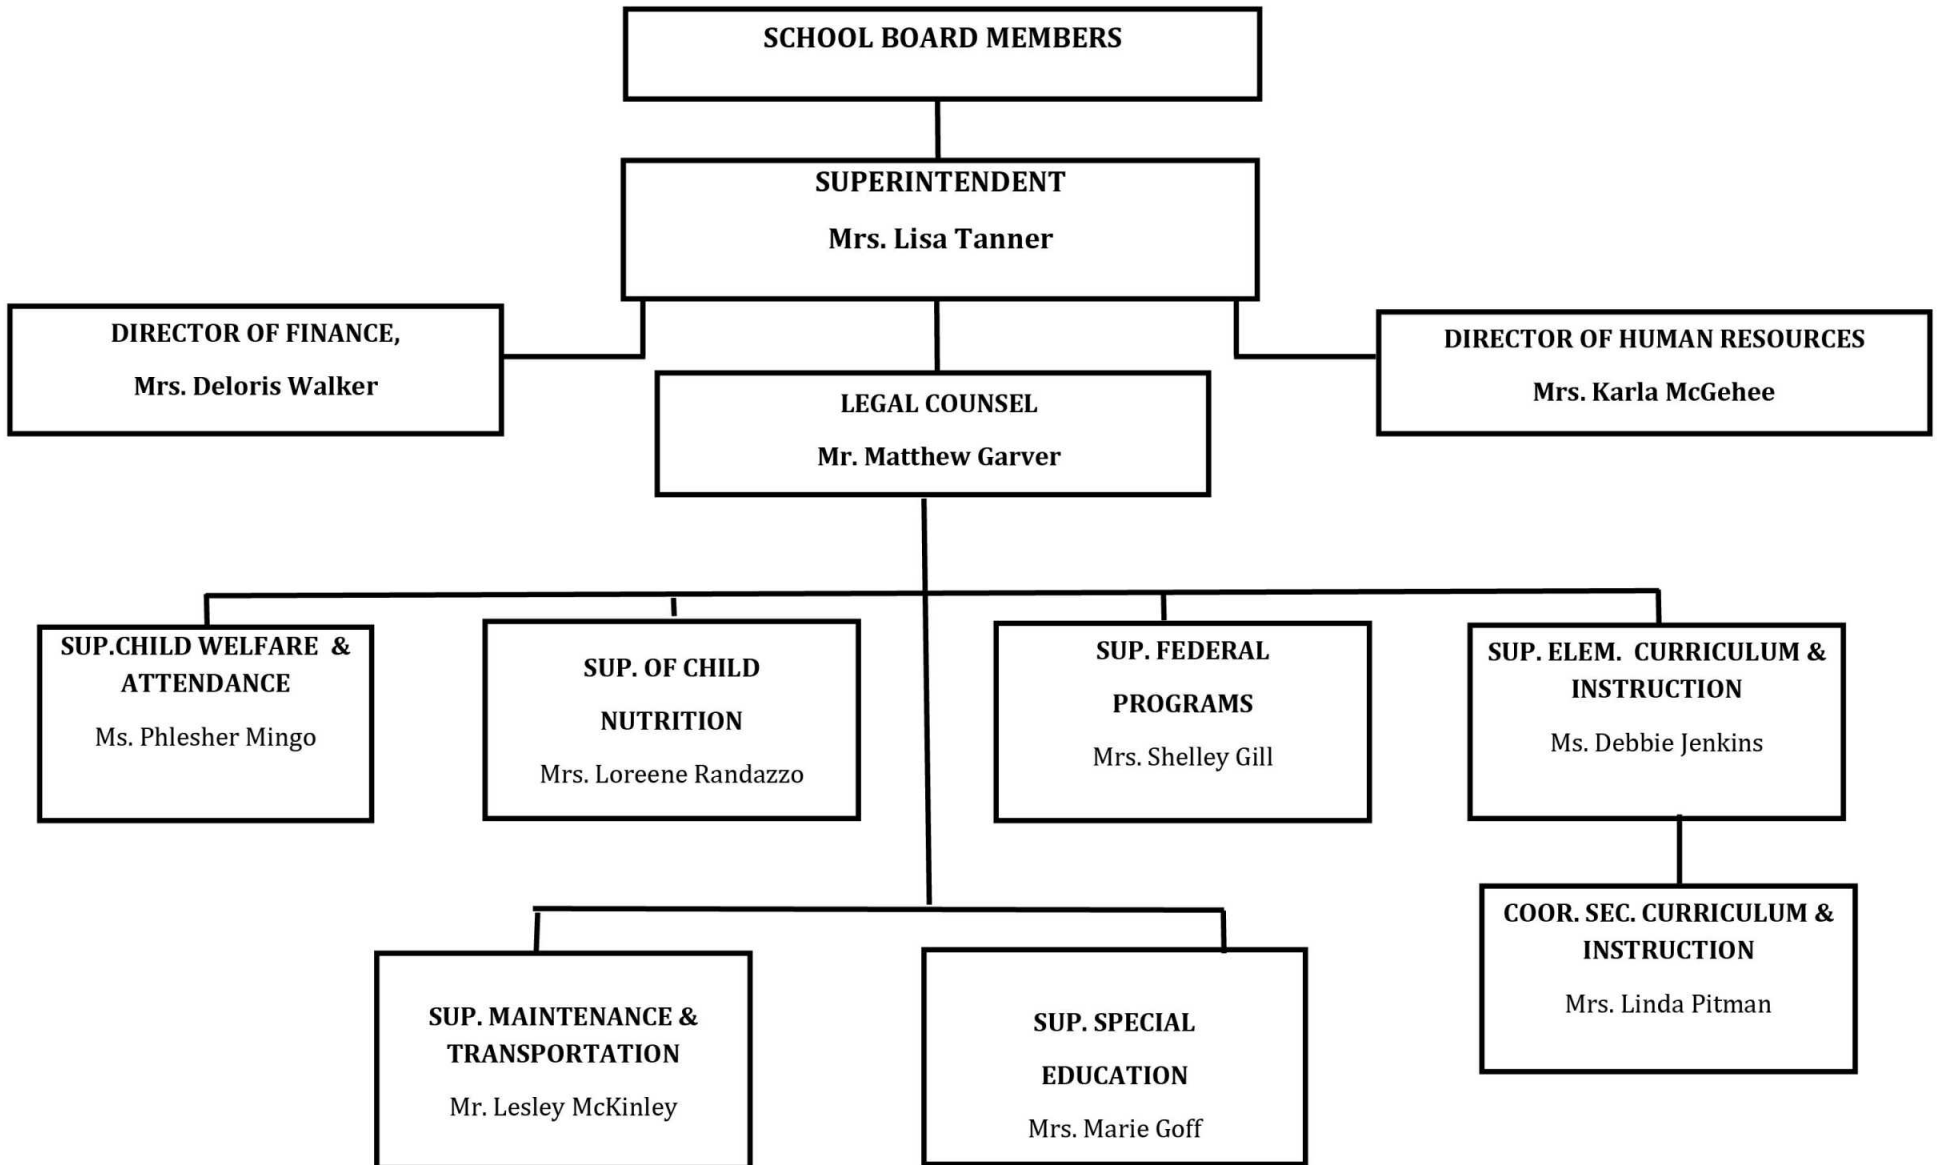 SCHOOL BOARD MEMBERS
SUPERINTENDENT
Mrs. Lisa Tanner
DIRECTOR OF FINANCE,
Mrs. Deloris Walker
LEGAL COUNSEL
Mr. Matthew Garver
DIRECTOR OF HUMAN RESOURCES
Mrs. Karla McGehee
SUP.CHILD WELFARE &
ATTENDANCE
Ms. Phlesher Mingo
SUP. OF CHILD
NUTRITION
Mrs. Loreene Randazzo
SUP. FEDERAL
PROGRAMS
Mrs. Shelley Gill
SUP. ELEM. CURRICULUM &
INSTRUCTION
Ms. Debbie Jenkins
COOR. SEC. CURRICULUM &
INSTRUCTION
Mrs. Linda Pitman
SUP. MAINTENANCE &
TRANSPORTATION
Mr. Lesley McKinley
SUP. SPECIAL
EDUCATION
Mrs. Marie Goff